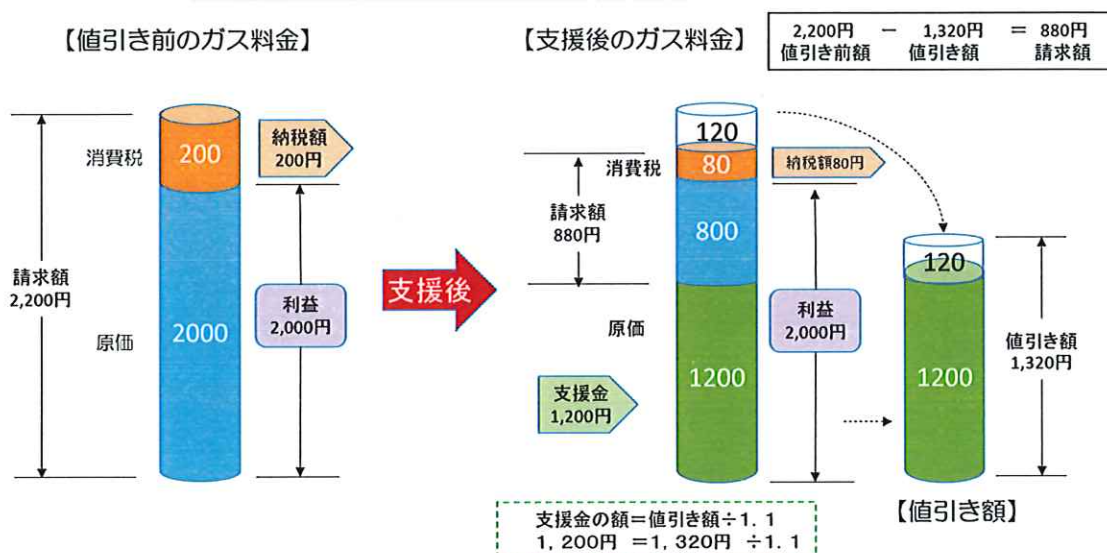 【値引き前のガス料金】
請求額
2,200円
消費税
200
納税額
200円
原価
2000
利益
2,000円
支援後
【支援後のガス料金】
2,200円 － 1,320円 ＝ 880円
値引き前額 値引き額 請求額
120
消費税
80
納税額80円
請求額
880円
800
原価
1200
利益
2,000円
支援金
1,200円
120
1200
値引き額
1,320円
【値引き額】
支援金の額＝値引き額÷1．1
1，200円 ＝1，320円 ÷1．1